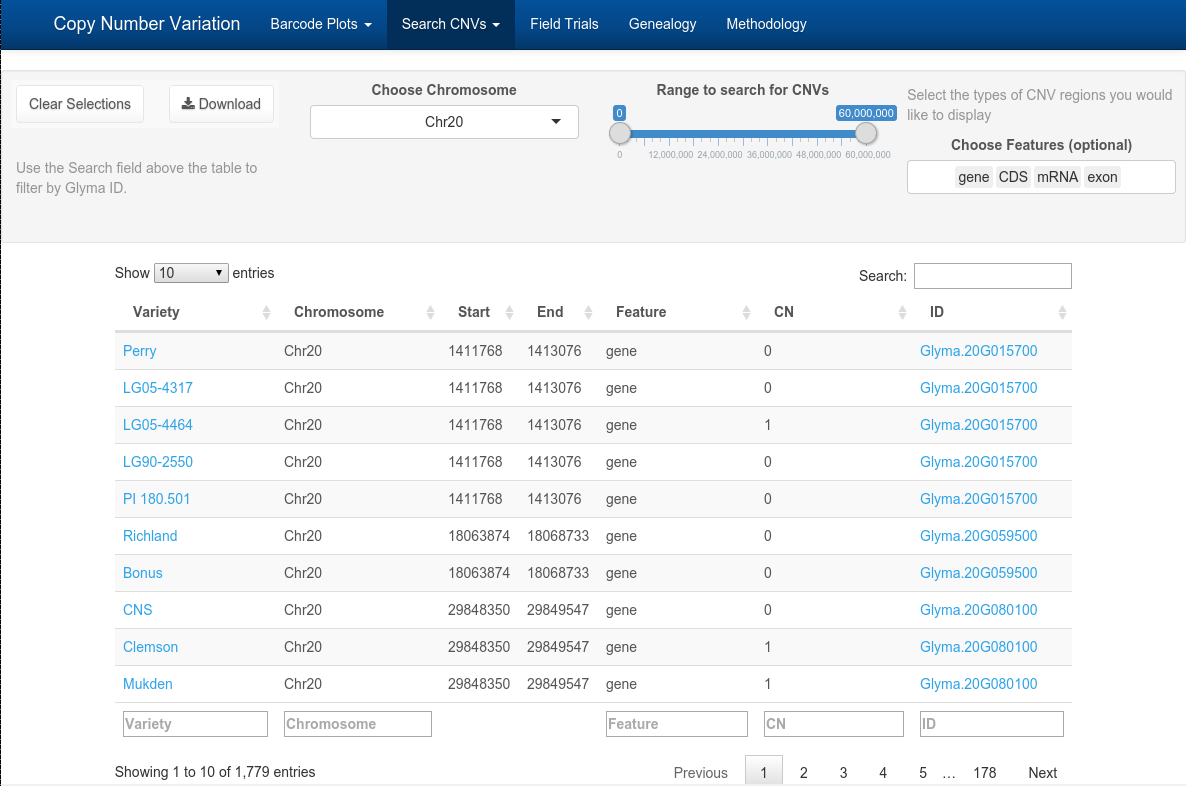 Copy Number Variation Barcode Plots Search CNVs Field Trials Genealogy Methodology
Clear Selections Download
Use the Search field above the table to
filter by Glyma ID.
Choose Chromosome
Chr20
Range to search for CNVs
0 60,000,000
0 12,000,000 24,000,000 36,000,000 48,000,000 60,000,000
Select the types of CNV regions you would
like to display
Choose Features (optional)
gene CDS mRNA exon
Show 10 entries Search:
Variety Chromosome Start End Feature CN ID
Perry Chr20 1411768 1413076 gene 0 Glyma.20G015700
LG05-4317 Chr20 1411768 1413076 gene 0 Glyma.20G015700
LG05-4464 Chr20 1411768 1413076 gene 1 Glyma.20G015700
LG90-2550 Chr20 1411768 1413076 gene 0 Glyma.20G015700
PI 180.501 Chr20 1411768 1413076 gene 0 Glyma.20G015700
Richland Chr20 18063874 18068733 gene 0 Glyma.20G059500
Bonus Chr20 18063874 18068733 gene 0 Glyma.20G059500
CNS Chr20 29848350 29849547 gene 0 Glyma.20G080100
Clemson Chr20 29848350 29849547 gene 1 Glyma.20G080100
Mukden Chr20 29848350 29849547 gene 1 Glyma.20G080100
Variety Chromosome Feature CN ID
Showing 1 to 10 of 1,779 entries Previous 1 2 3 4 5 … 178 Next